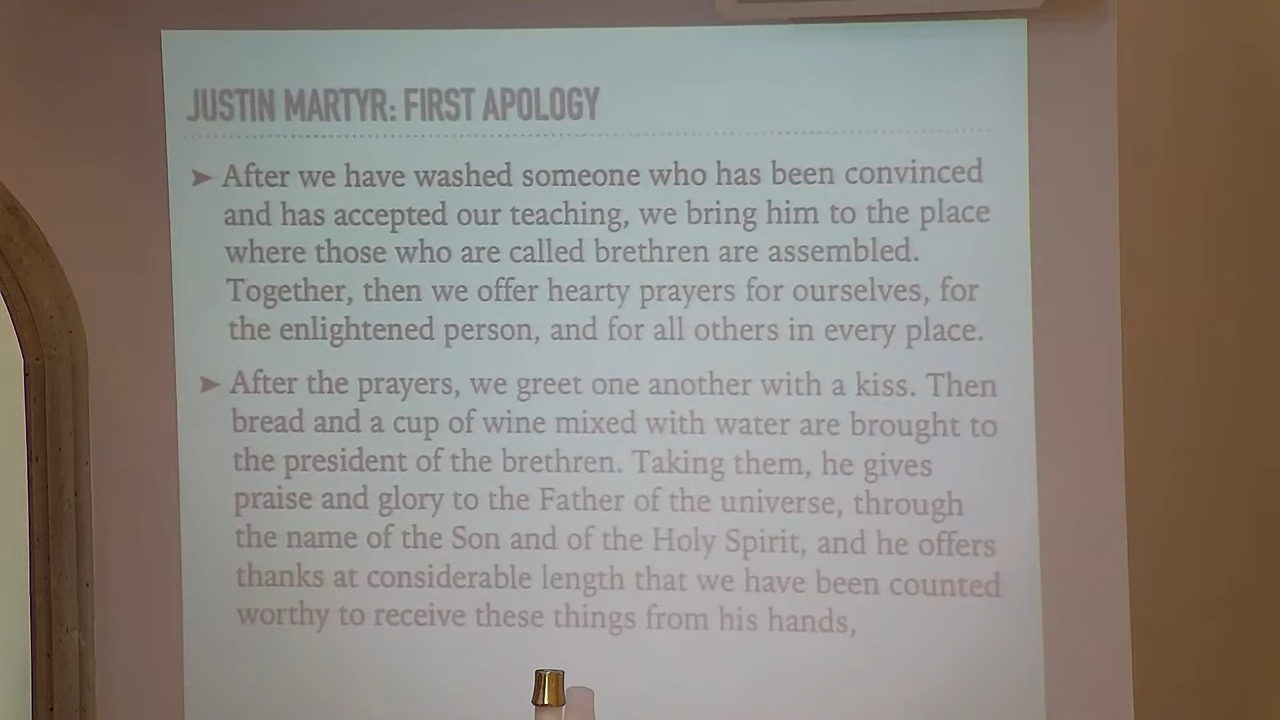 JUSTIN MARTYR: FIRST APOLOGY
➤ After we have washed someone who has been convinced
and has accepted our teaching, we bring him to the place
where those who are called brethren are assembled.
Together, then we offer hearty prayers for ourselves, for
the enlightened person, and for all others in every place.
➤ After the prayers, we greet one another with a kiss. Then
bread and a cup of wine mixed with water are brought to
the president of the brethren. Taking them, he gives
praise and glory to the Father of the universe, through
the name of the Son and of the Holy Spirit, and he offers
thanks at considerable length that we have been counted
worthy to receive these things from his hands,